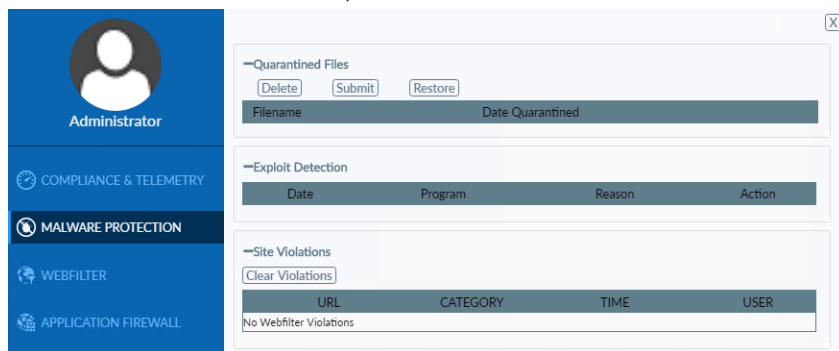 X
Administrator
COMPLIANCE & TELEMETRY
MALWARE PROTECTION
WEBFILTER
APPLICATION FIREWALL
Quarantined Files
Delete Submit Restore
Filename Date Quarantined
Exploit Detection
Date Program Reason Action
Site Violations
Clear Violations
URL CATEGORY TIME USER
No Webfilter Violations